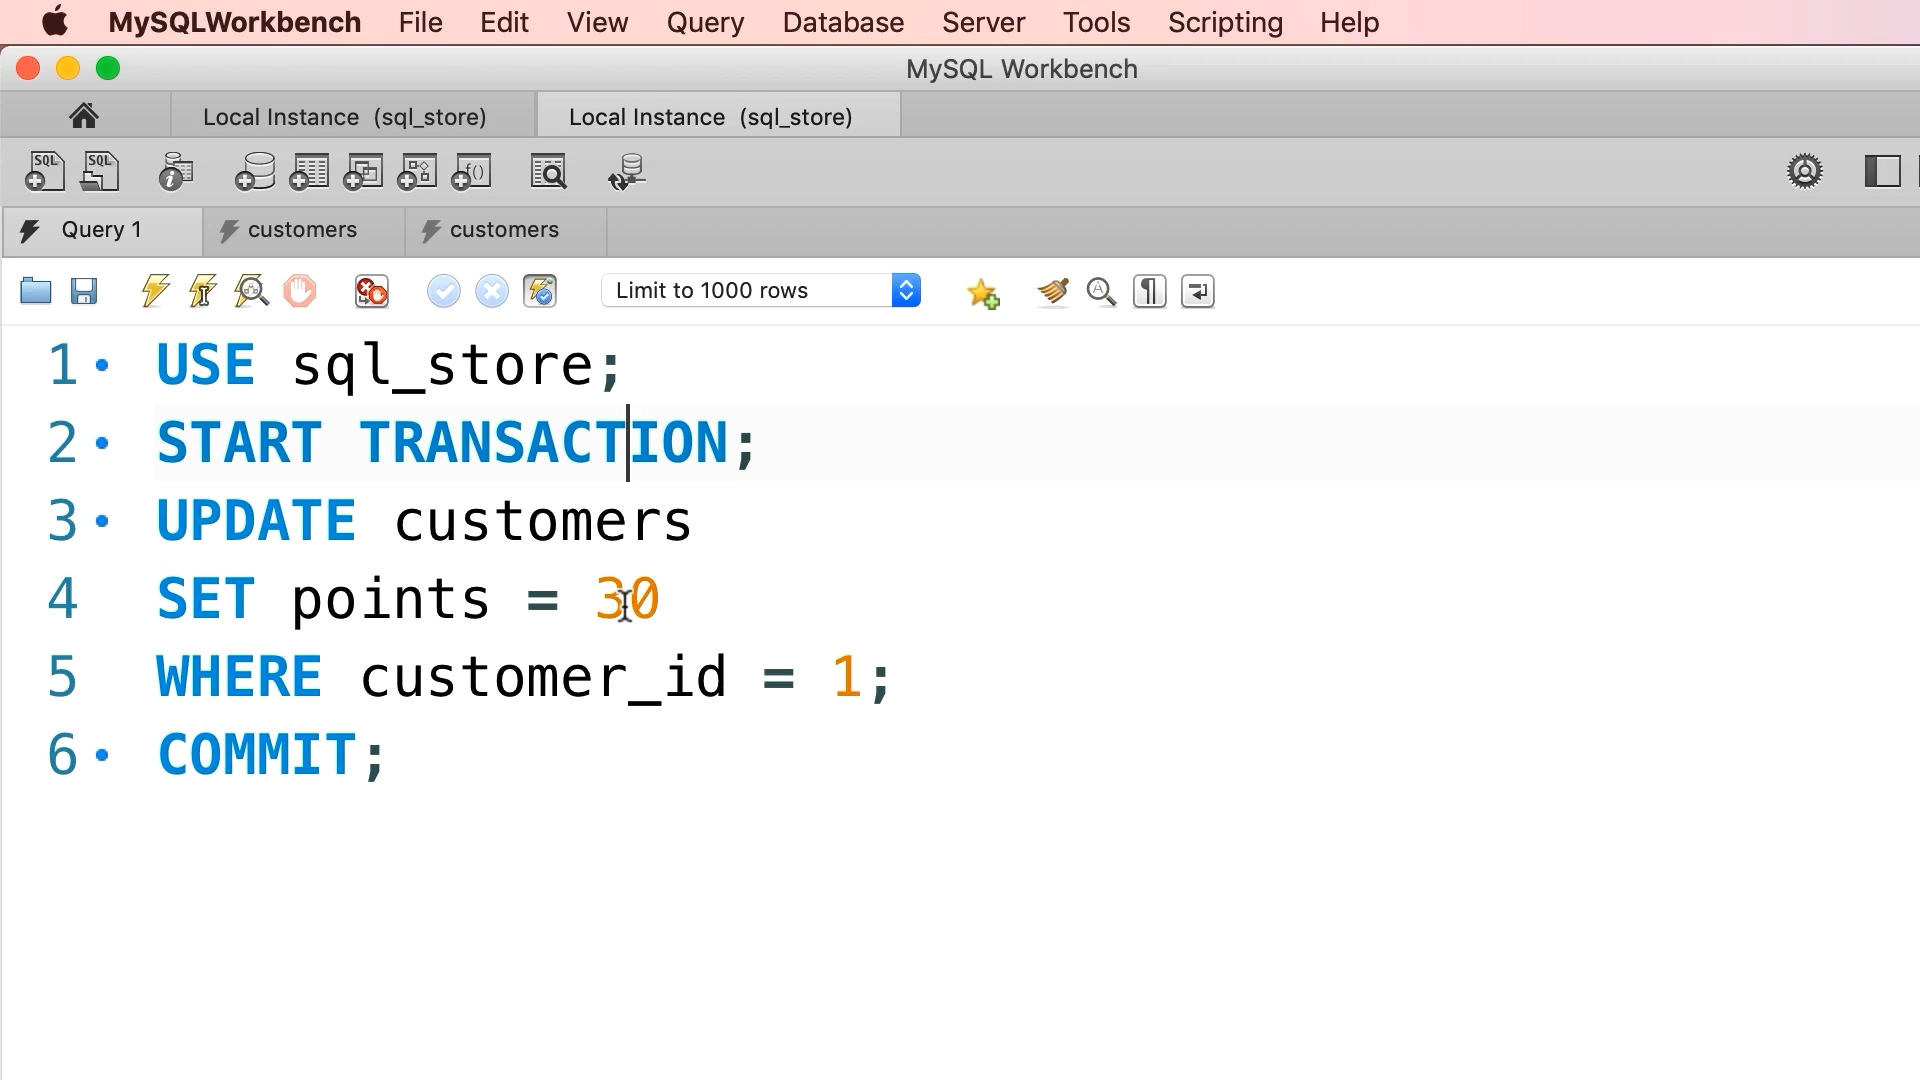 MySQLWorkbench File Edit View Query Database Server Tools Scripting Help
MySQL Workbench
Local Instance (sql_store) Local Instance (sql_store)
SQL SQL
Query 1 customers customers
Limit to 1000 rows
1 USE sql_store;
2 START TRANSACTION;
3 UPDATE customers
4 SET points = 30
5 WHERE customer_id = 1;
6 COMMIT;